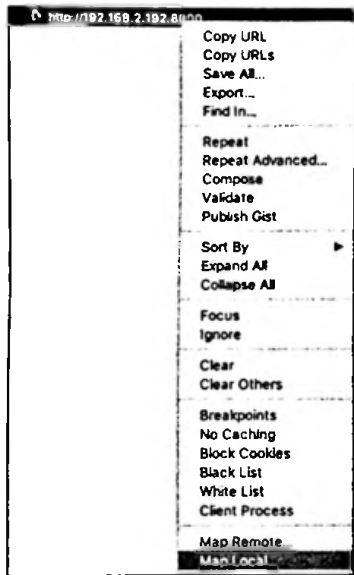 http://192.168.2.192:8000
Copy URL
Copy URLs
Save All...
Export...
Find In...
Repeat
Repeat Advanced...
Compose
Validate
Publish Gist
Sort By
Expand All
Collapse All
Focus
Ignore
Clear
Clear Others
Breakpoints
No Caching
Block Cookies
Black List
White List
Client Process
Map Remote...
Map Local...